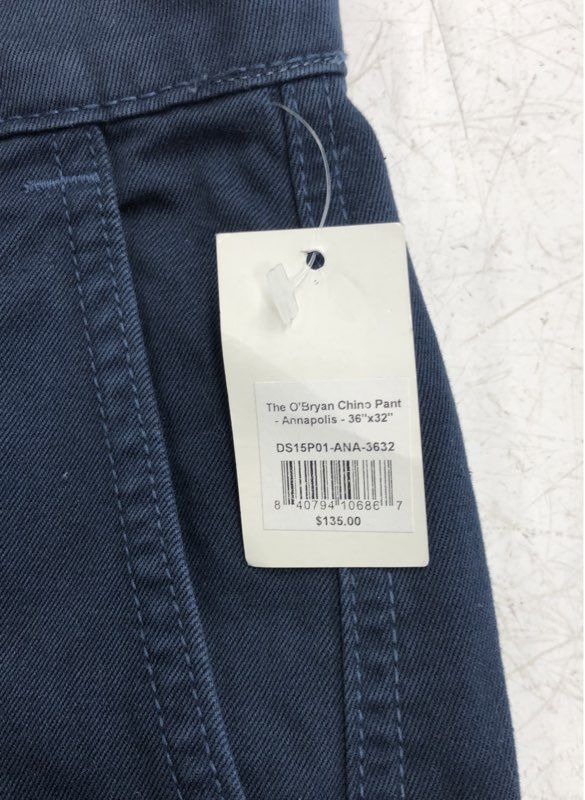 The O'Bryan Chino Pant
- Annapolis - 36"x32"
DS15P01-ANA-3632
8 40794 10686 7
$135.00